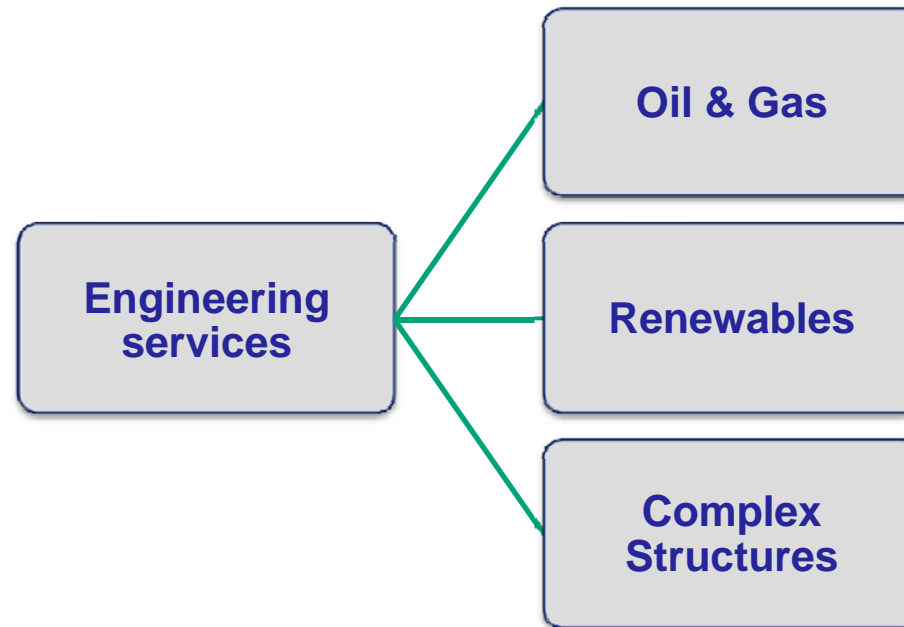 Oil & Gas
Engineering
services
Renewables
Complex
Structures